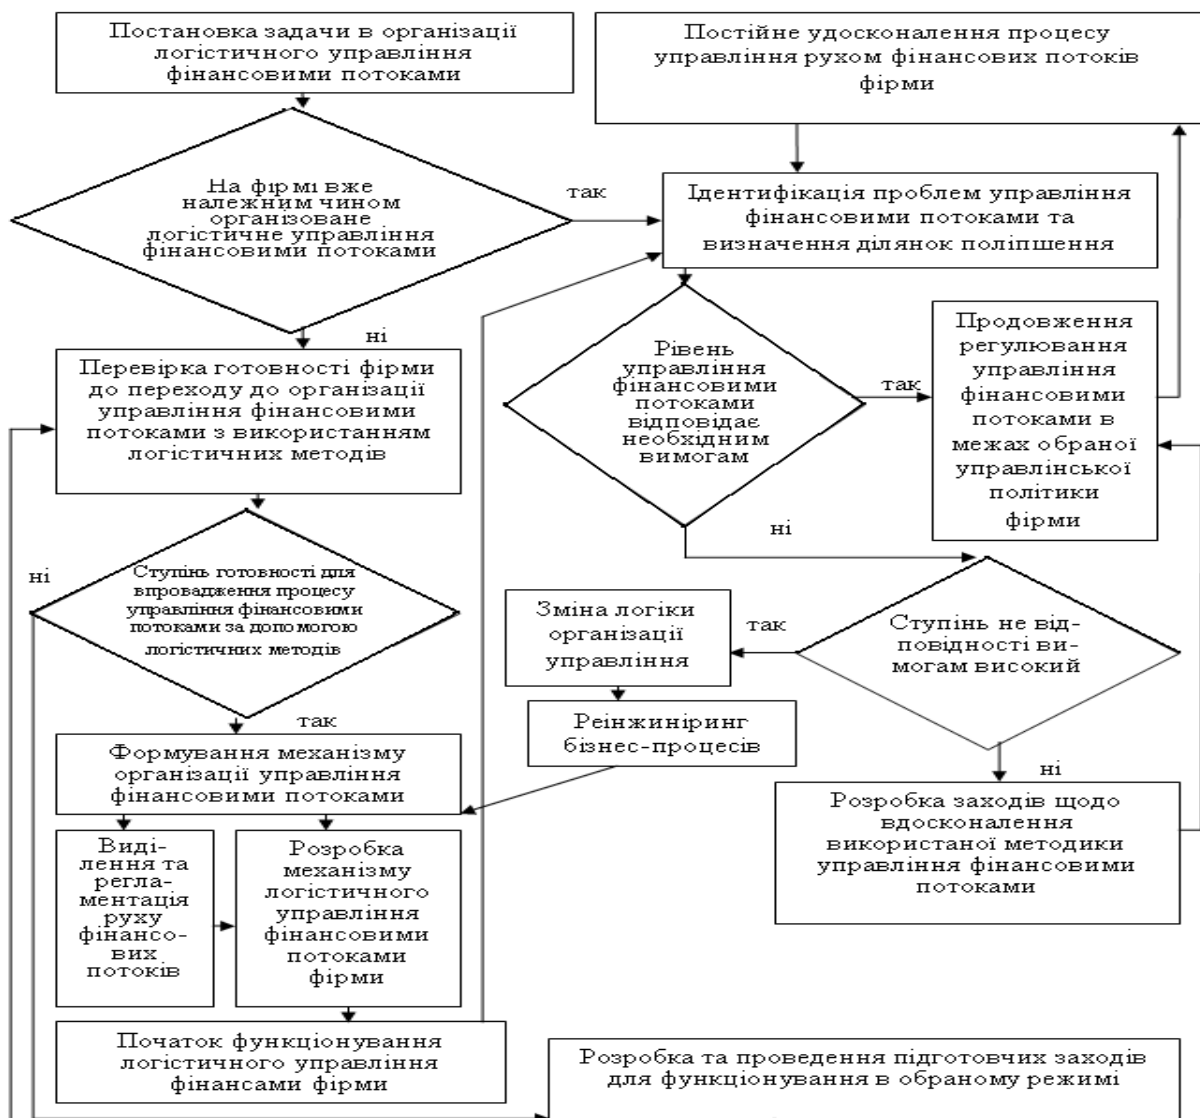 Постановка задачи в організації
логістичного управління
фінансовими потоками
Постійне удосконалення процесу
управління рухом фінансових потоків
фірми
На фірмі вже
належним чином
організоване
логістичне управління
фінансовими потоками
так
Ідентифікація проблем управління
фінансовими потоками та
визначення ділянок поліпшення
ні
Перевірка готовності фірми
до переходу до організації
управління фінансовими
потоками з використанням
логістичних методів
Рівень
управління
фінансовими
потоками
відповідає
необхідним
вимогам
так
Продовження
регулювання
управління
фінансовими
потоками в
межах обраної
управлінської
політики
фірми
ні
ні
Ступінь готовності для
впровадження процесу
управління фінансовими
потоками за допомогою
логістичних методів
Зміна логіки
організації
управління
так
Ступінь не від-
повідності ви-
могам високий
так
Реінжиніринг
бізнес-процесів
ні
Формування механізму
організації управління
фінансовими потоками
Розробка заходів щодо
вдосконалення
використаної методики
управління фінансовими
потоками
Виді-
лення та
регла-
ментація
руху
фінансо-
вих
потоків
Розробка
механізму
логістичного
управління
фінансовими
потоками
фірми
Початок функціонування
логістичного управління
фінансами фірми
Розробка та проведення підготовчих заходів
для функціонування в обраному режимі